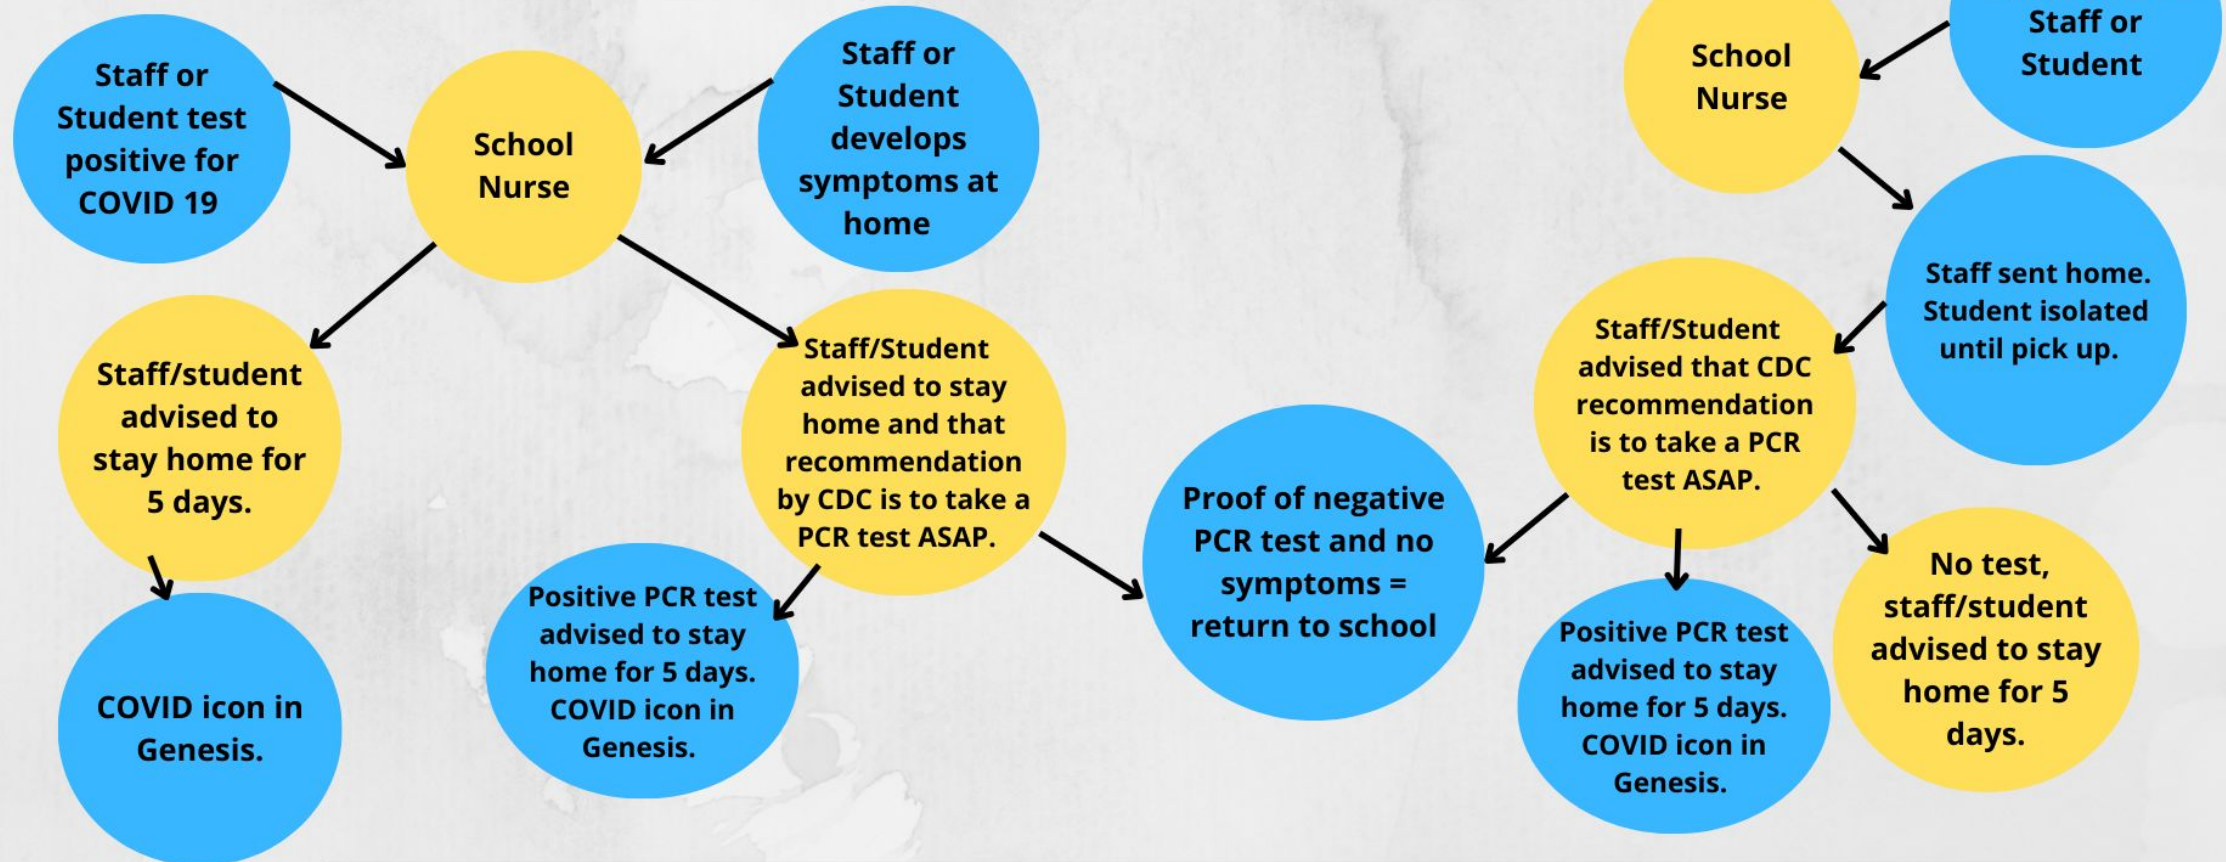 Staff or
Student test
positive for
COVID 19
School
Nurse
Staff or
Student
develops
symptoms at
home
Staff/student
advised to
stay home for
5 days.
COVID icon in
Genesis.
Staff/Student
advised to stay
home and that
recommendation
by CDC is to take a
PCR test ASAP.
Positive PCR test
advised to stay
home for 5 days.
COVID icon in
Genesis.
Proof of negative
PCR test and no
symptoms =
return to school
School
Nurse
Staff or
Student
Staff sent home.
Student isolated
until pick up.
Staff/Student
advised that CDC
recommendation
is to take a PCR
test ASAP.
Positive PCR test
advised to stay
home for 5 days.
COVID icon in
Genesis.
No test,
staff/student
advised to stay
home for 5
days.